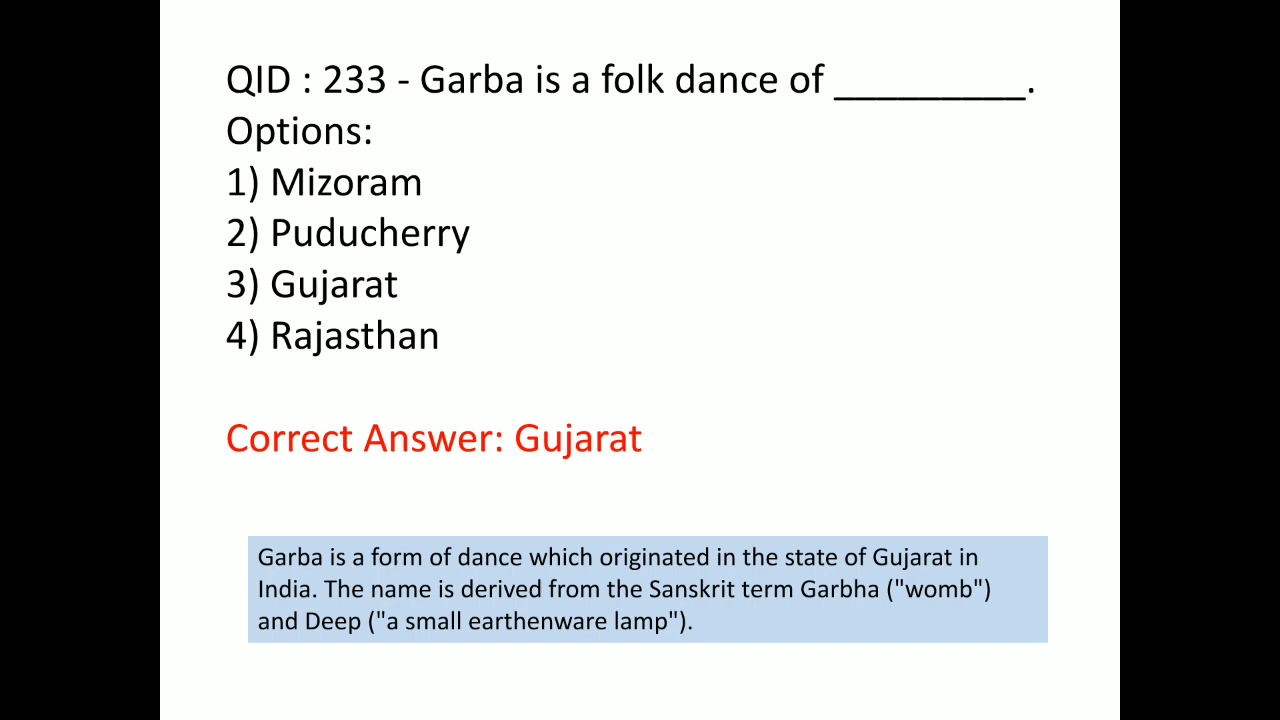 QID : 233 - Garba is a folk dance of _________.
Options:
1) Mizoram
2) Puducherry
3) Gujarat
4) Rajasthan
Correct Answer: Gujarat
Garba is a form of dance which originated in the state of Gujarat in
India. The name is derived from the Sanskrit term Garbha ("womb")
and Deep ("a small earthenware lamp").